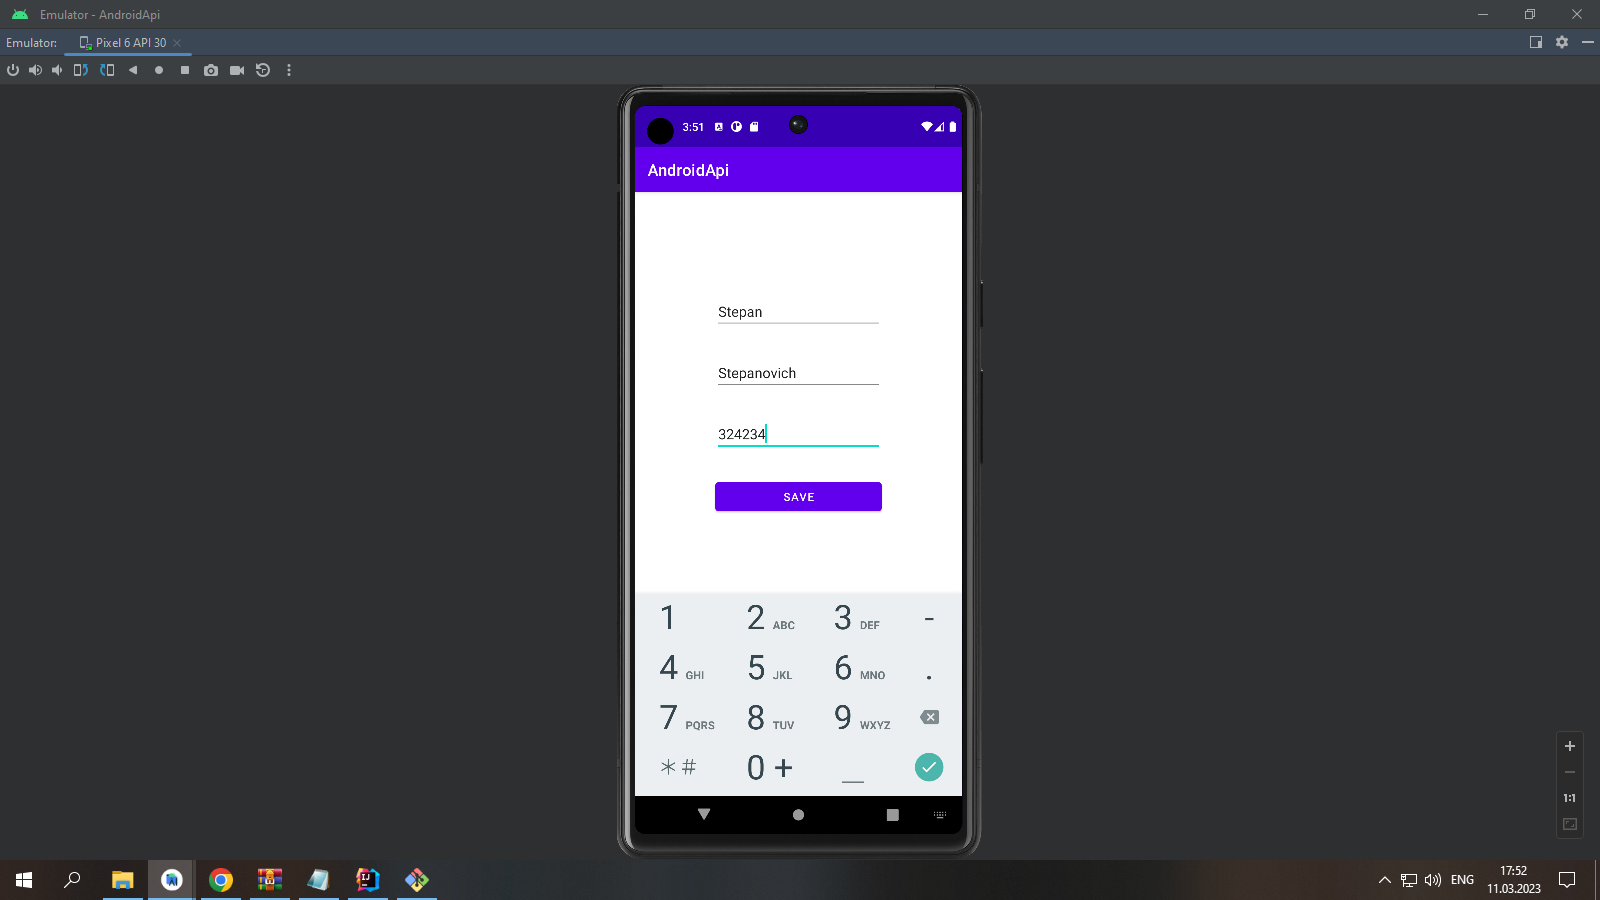 Emulator - AndroidApi
Emulator: Pixel 6 API 30
3:51
AndroidApi
Stepan
Stepanovich
324234
SAVE
1 2 ABC 3 DEF -
4 GHI 5 JKL 6 MNO .
7 PQRS 8 TUV 9 WXYZ
*# 0 + _
1:1
ENG
17:52
11.03.2023